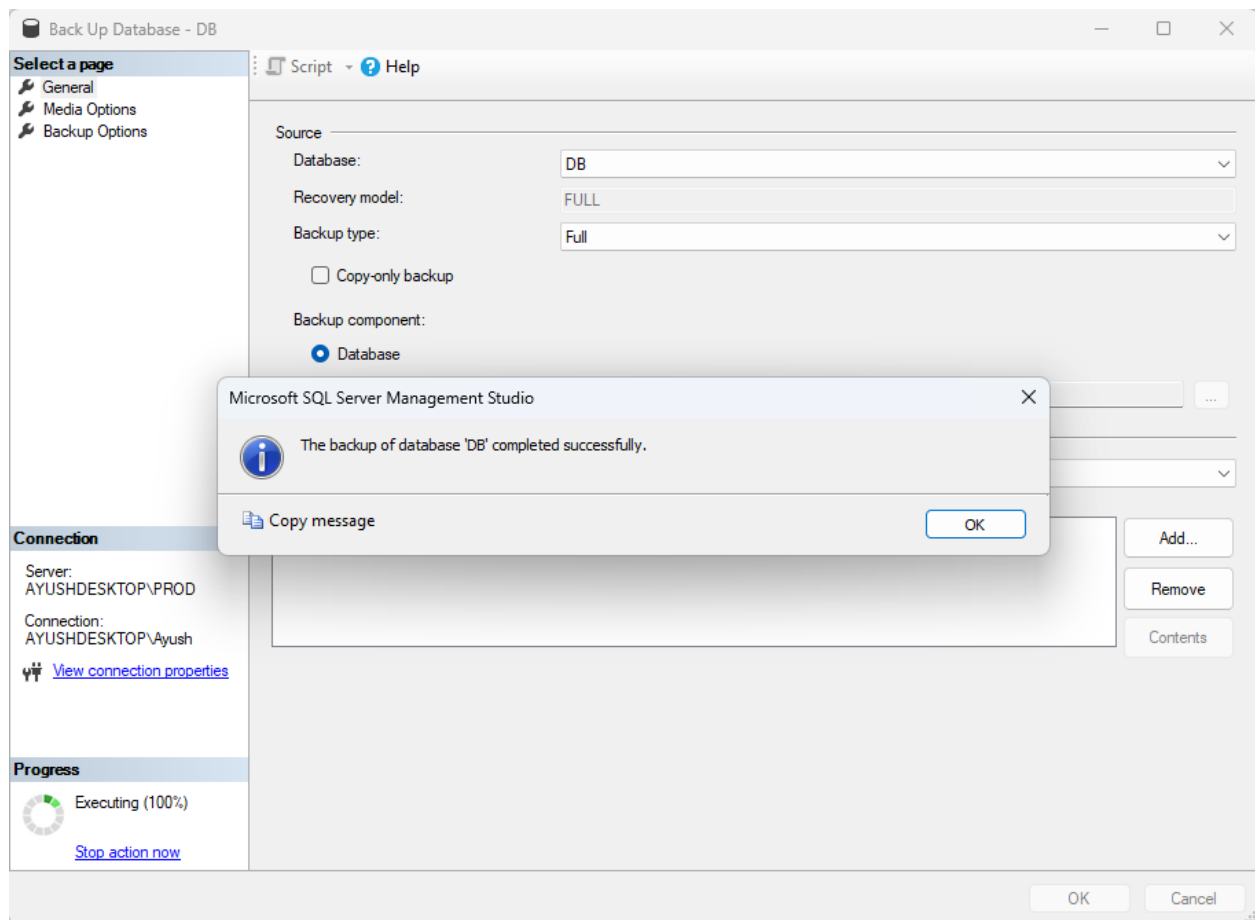 Back Up Database - DB
Select a page
General
Media Options
Backup Options
Script
Help
Source
Database:
DB
Recovery model:
FULL
Backup type:
Full
Copy-only backup
Backup component:
Database
...
Microsoft SQL Server Management Studio
The backup of database 'DB' completed successfully.
Copy message
OK
Add...
Remove
Contents
Connection
Server:
AYUSHDESKTOP\PROD
Connection:
AYUSHDESKTOP\Ayush
View connection properties
Progress
Executing (100%)
Stop action now
OK
Cancel